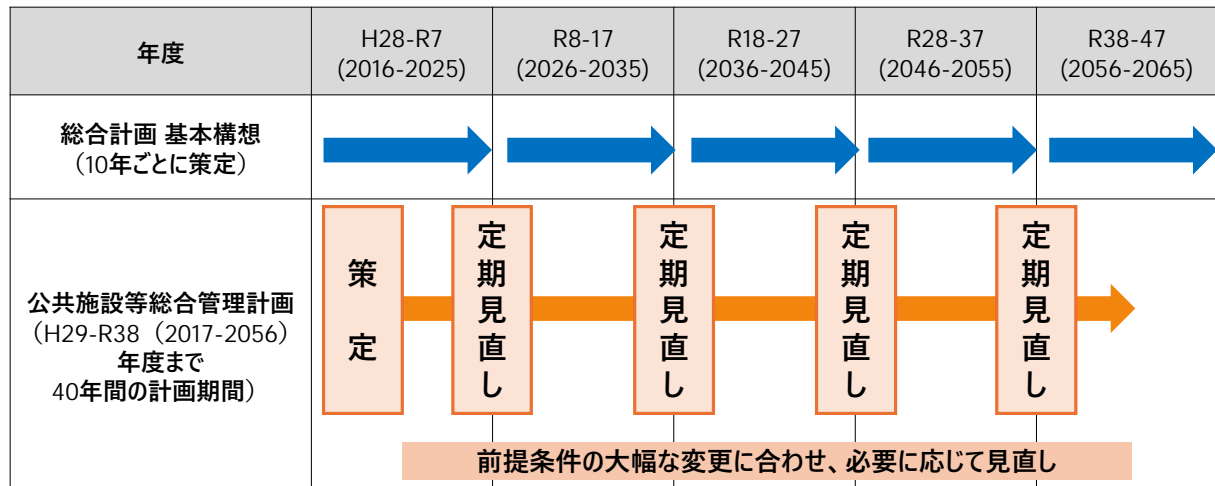 年度
H28-R7
(2016-2025)
R8-17
(2026-2035)
R18-27
(2036-2045)
R28-37
(2046-2055)
R38-47
(2056-2065)
総合計画 基本構想
（10年ごとに策定）
公共施設等総合管理計画
（H29-R38（2017-2056）
年度まで
40年間の計画期間）
策定
定期見直し
定期見直し
定期見直し
定期見直し
前提条件の大幅な変更に合わせ、必要に応じて見直し